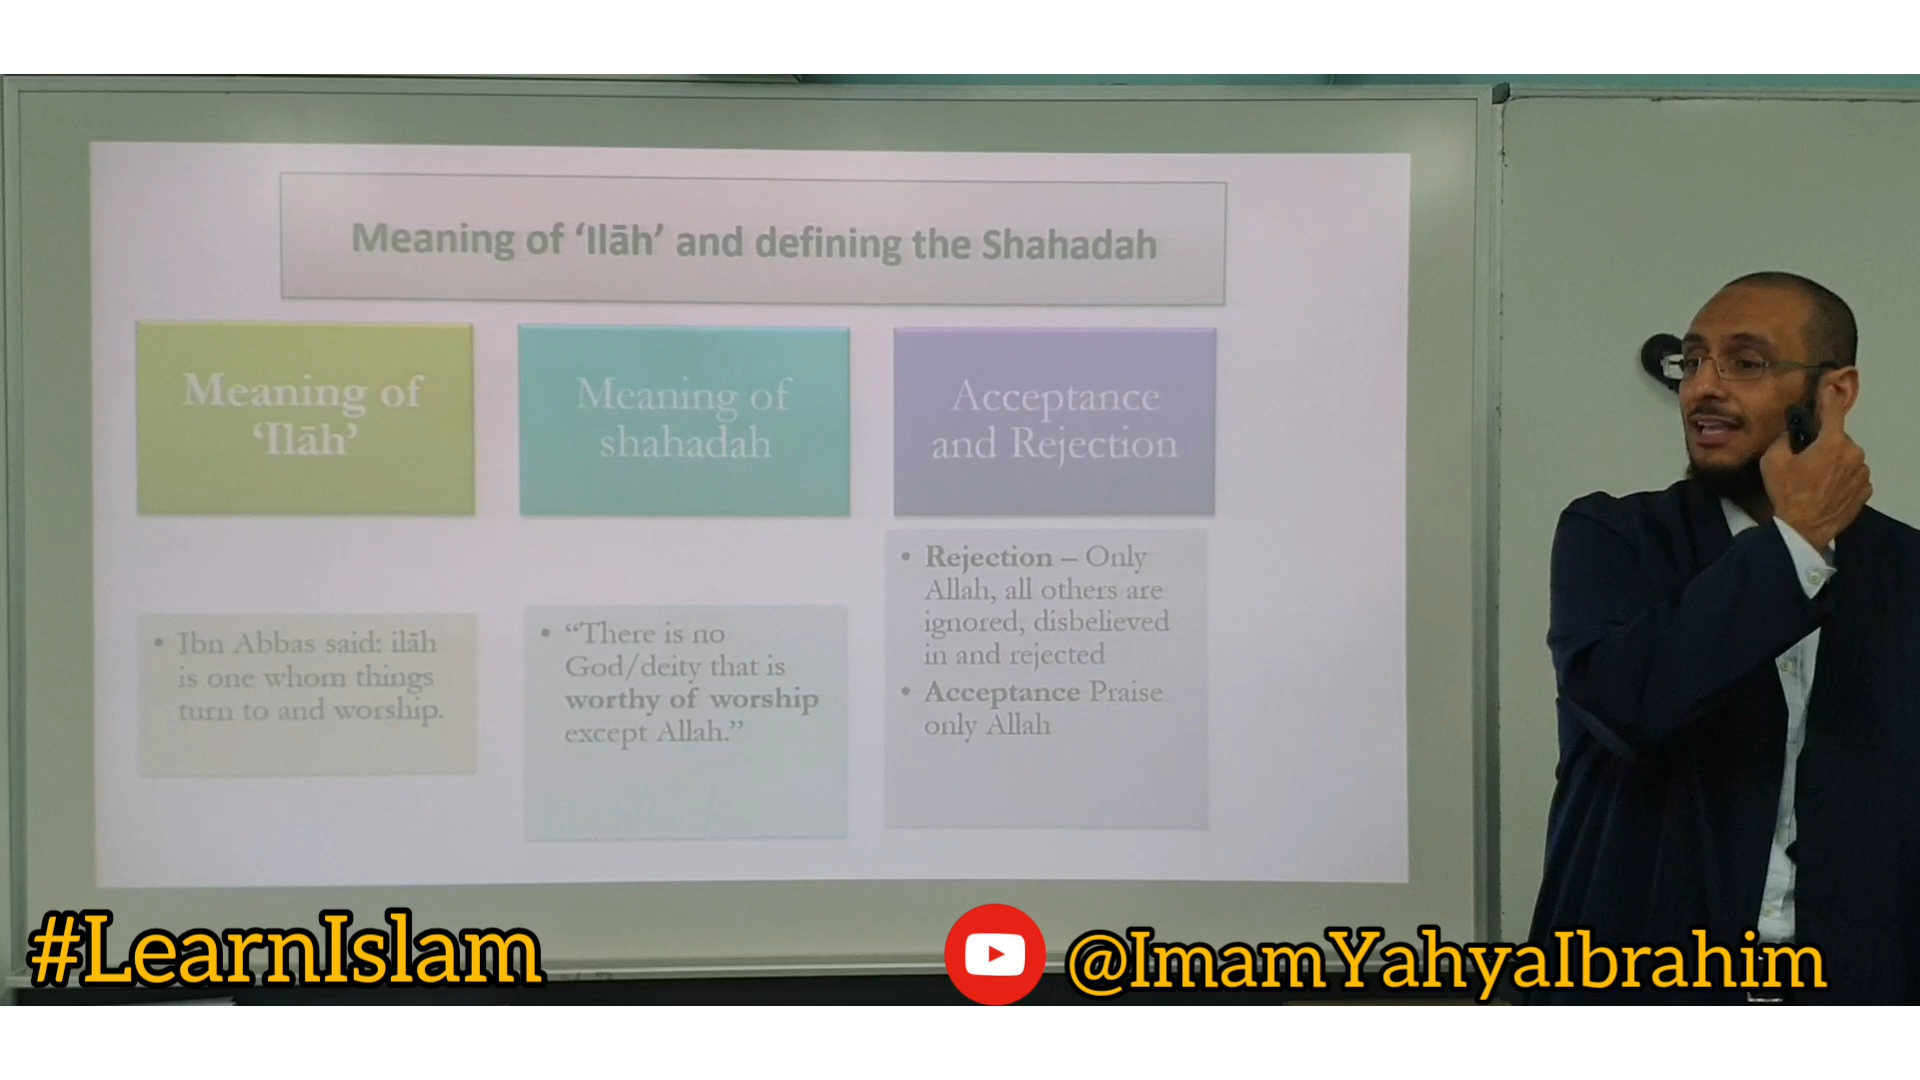 Meaning of ‘Ilāh’ and defining the Shahadah
Meaning of
‘Ilāh’
Meaning of
shahadah
Acceptance
and Rejection
• Ibn Abbas said: ilāh
is one whom things
turn to and worship.
• “There is no
God/deity that is
worthy of worship
except Allah.”
• Rejection – Only
Allah, all others are
ignored, disbelieved
in and rejected
• Acceptance Praise
only Allah
#LearnIslam
@ImamYahyaIbrahim